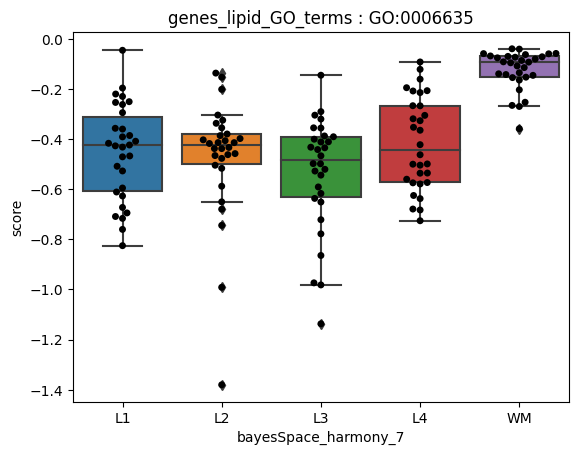 genes_lipid_GO_terms : GO:0006635
0.0
−0.2
−0.4
−0.6
−0.8
−1.0
−1.2
−1.4
score
L1 L2 L3 L4 WM
bayesSpace_harmony_7